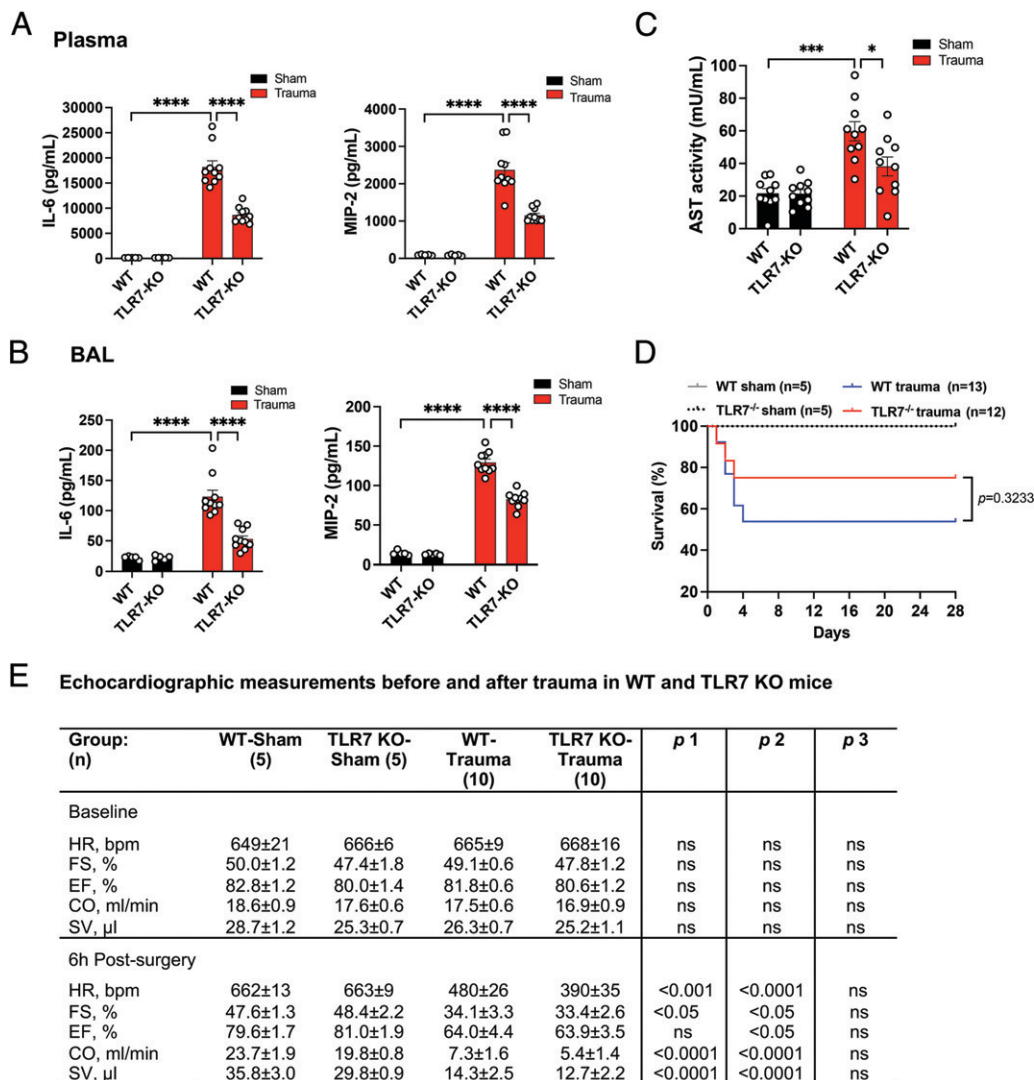 A
Plasma
Sham
Trauma
**** ****
IL-6 (pg/mL)
30000
25000
20000
15000
10000
5000
0
WT
TLR7-KO
WT
TLR7-KO
Sham
Trauma
**** ****
MIP-2 (pg/mL)
4000
3000
2000
1000
0
WT
TLR7-KO
WT
TLR7-KO
C
Sham
Trauma
*** *
AST activity (mU/mL)
100
80
60
40
20
0
WT
TLR7-KO
WT
TLR7-KO
B
BAL
Sham
Trauma
**** ****
IL-6 (pg/mL)
250
200
150
100
50
0
WT
TLR7-KO
WT
TLR7-KO
Sham
Trauma
**** ****
MIP-2 (pg/mL)
200
150
100
50
0
WT
TLR7-KO
WT
TLR7-KO
D
WT sham (n=5) WT trauma (n=13)
TLR7-/- sham (n=5) TLR7-/- trauma (n=12)
Survival (%)
100
80
60
40
20
p=0.3233
0 4 8 12 16 20 24 28
Days
E Echocardiographic measurements before and after trauma in WT and TLR7 KO mice
Group: WT-Sham TLR7 KO- WT- TLR7 KO- p 1 p 2 p 3
(n) (5) Sham (5) Trauma Trauma
(10) (10)
Baseline
HR, bpm 649±21 666±6 665±9 668±16 ns ns ns
FS, % 50.0±1.2 47.4±1.8 49.1±0.6 47.8±1.2 ns ns ns
EF, % 82.8±1.2 80.0±1.4 81.8±0.6 80.6±1.2 ns ns ns
CO, ml/min 18.6±0.9 17.6±0.6 17.5±0.6 16.9±0.9 ns ns ns
SV, µl 28.7±1.2 25.3±0.7 26.3±0.7 25.2±1.1 ns ns ns
6h Post-surgery
HR, bpm 662±13 663±9 480±26 390±35 <0.001 <0.0001 ns
FS, % 47.6±1.3 48.4±2.2 34.1±3.3 33.4±2.6 <0.05 <0.05 ns
EF, % 79.6±1.7 81.0±1.9 64.0±4.4 63.9±3.5 ns <0.05 ns
CO, ml/min 23.7±1.9 19.8±0.8 7.3±1.6 5.4±1.4 <0.0001 <0.0001 ns
SV, µl 35.8±3.0 29.8±0.9 14.3±2.5 12.7±2.2 <0.0001 <0.0001 ns